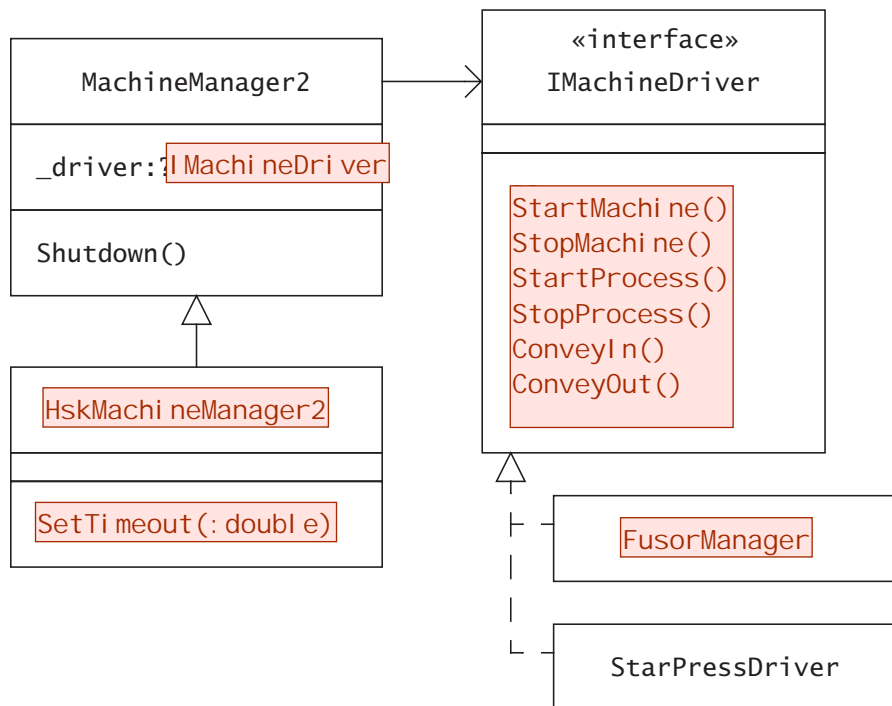 MachineManager2
_driver:?IMachineDriver
Shutdown()
HskMachineManager2
SetTimeout(:double)
«interface»
IMachineDriver
StartMachine()
StopMachine()
StartProcess()
StopProcess()
ConveyIn()
ConveyOut()
FusorManager
StarPressDriver